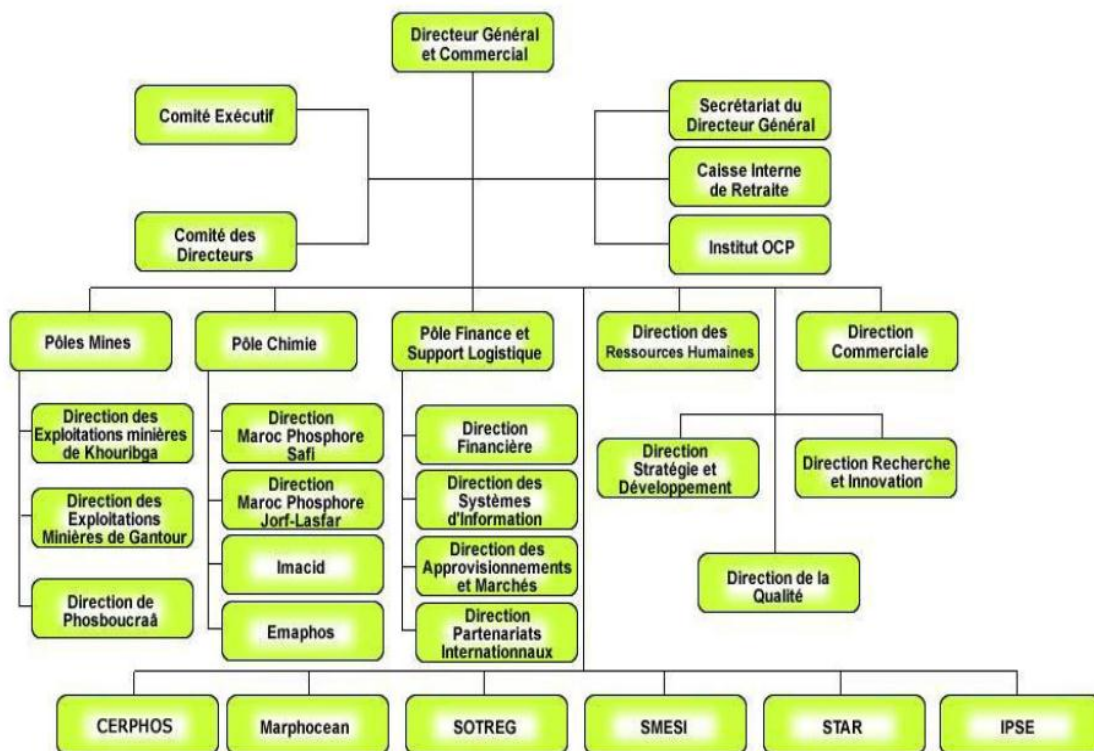 Directeur Général
et Commercial
Comité Exécutif
Secrétariat du
Directeur Général
Caisse Interne
de Retraite
Comité des
Directeurs
Institut OCP
Pôles Mines
Pôle Chimie
Pôle Finance et
Support Logistique
Direction des
Ressources Humaines
Direction
Commerciale
Direction des
Exploitations minières
de Khouribga
Direction
Maroc Phosphore
Safi
Direction
Financière
Direction
Stratégie et
Développement
Direction Recherche
et Innovation
Direction des
Exploitations
Minières de Gantour
Direction
Maroc Phosphore
Jorf-Lasfar
Direction des
Systèmes
d'Information
Imacid
Direction des
Approvisionnements
et Marchés
Direction de la
Qualité
Direction de
Phosboucraâ
Emaphos
Direction
Partenariats
Internationnaux
CERPHOS
Marphocean
SOTREG
SMESI
STAR
IPSE